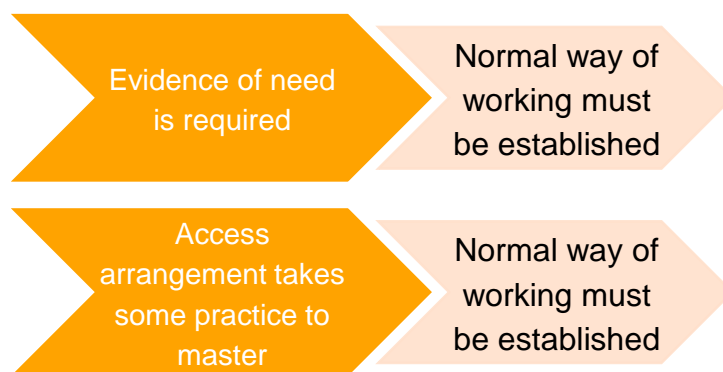 Evidence of need
is required
Normal way of
working must
be established
Access
arrangement takes
some practice to
master
Normal way of
working must
be established